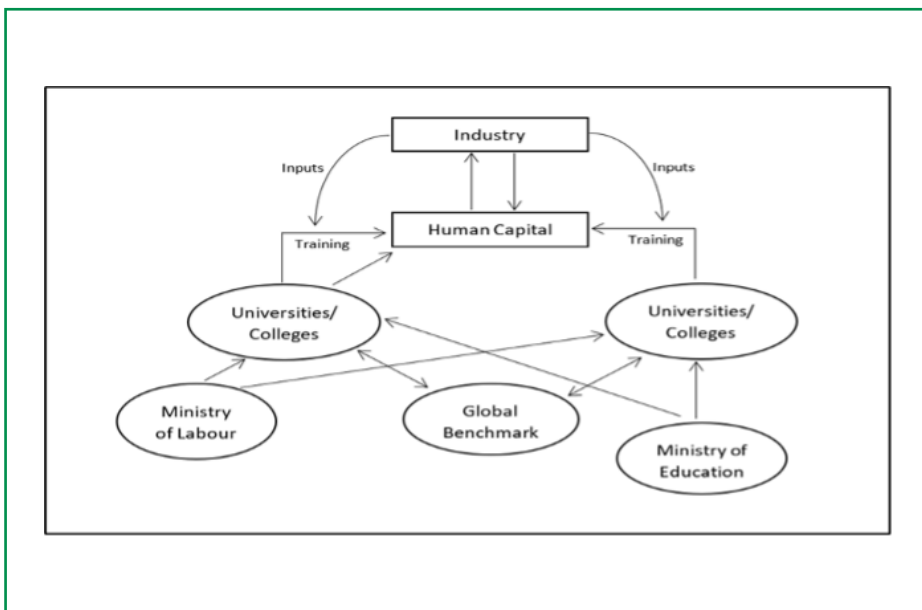 Industry
Inputs
Inputs
Human Capital
Training
Training
Universities/
Colleges
Universities/
Colleges
Ministry
of Labour
Global
Benchmark
Ministry of
Education